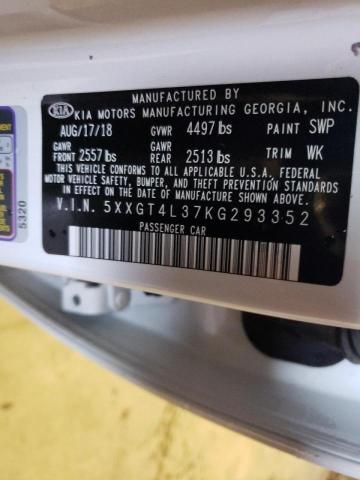 MANUFACTURED BY
KIA KIA MOTORS MANUFACTURING GEORGIA, INC.
AUG/17/18 GVWR 4497 lbs PAINT SWP
GAWR GAWR
FRONT 2557 lbs REAR 2513 lbs TRIM WK
THIS VEHICLE CONFORMS TO ALL APPLICABLE U.S.A. FEDERAL
MOTOR VEHICLE SAFETY, BUMPER, AND THEFT PREVENTION STANDARDS
IN EFFECT ON THE DATE OF MANUFACTURE SHOWN ABOVE.
V.I.N. 5XXGT4L37KG293352
PASSENGER CAR
5320